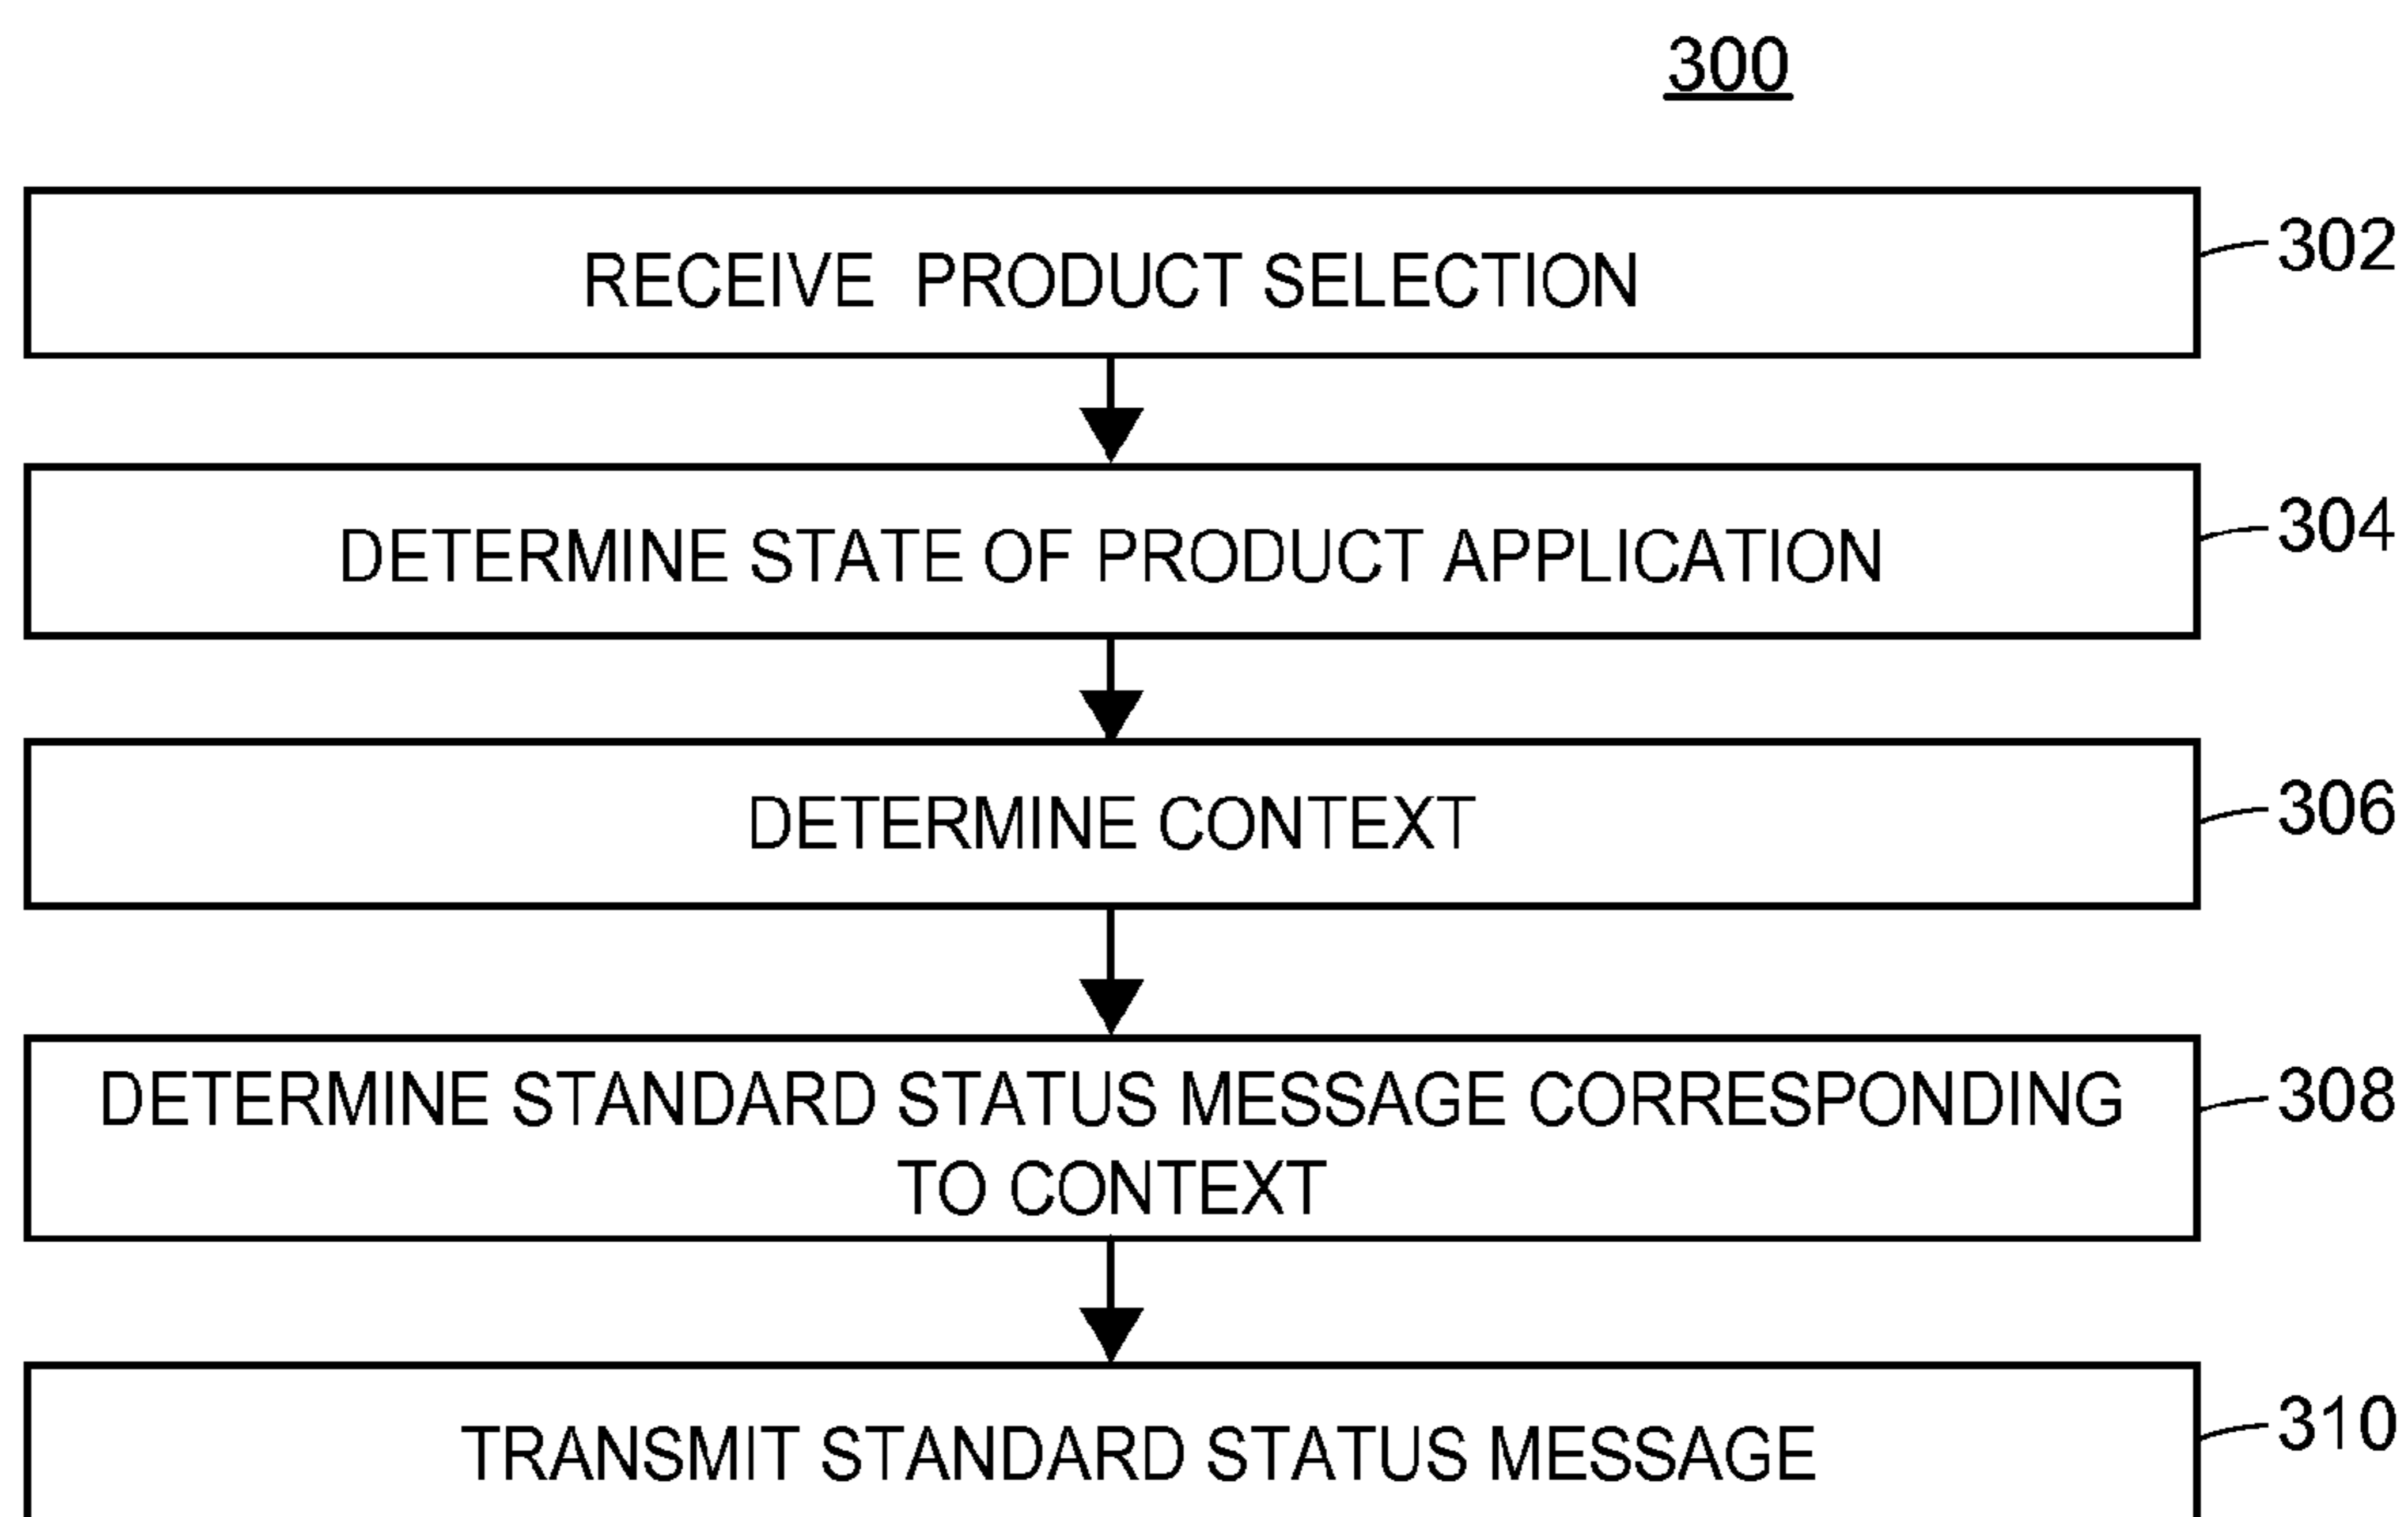 300
RECEIVE PRODUCT SELECTION
302
DETERMINE STATE OF PRODUCT APPLICATION
304
DETERMINE CONTEXT
306
DETERMINE STANDARD STATUS MESSAGE CORRESPONDING
TO CONTEXT
308
TRANSMIT STANDARD STATUS MESSAGE
310